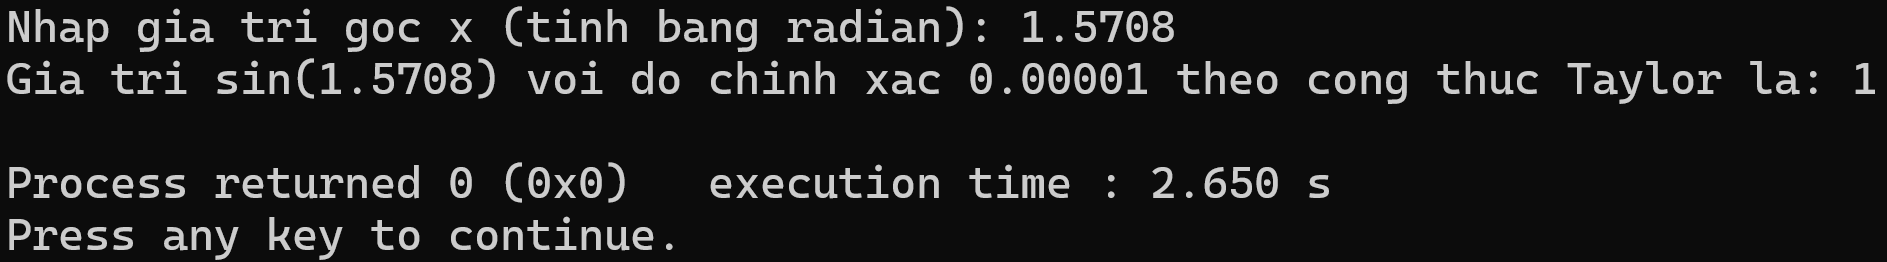 Nhap gia tri goc x (tinh bang radian): 1.5708
Gia tri sin(1.5708) voi do chinh xac 0.00001 theo cong thuc Taylor la: 1
Process returned 0 (0x0)   execution time : 2.650 s
Press any key to continue.